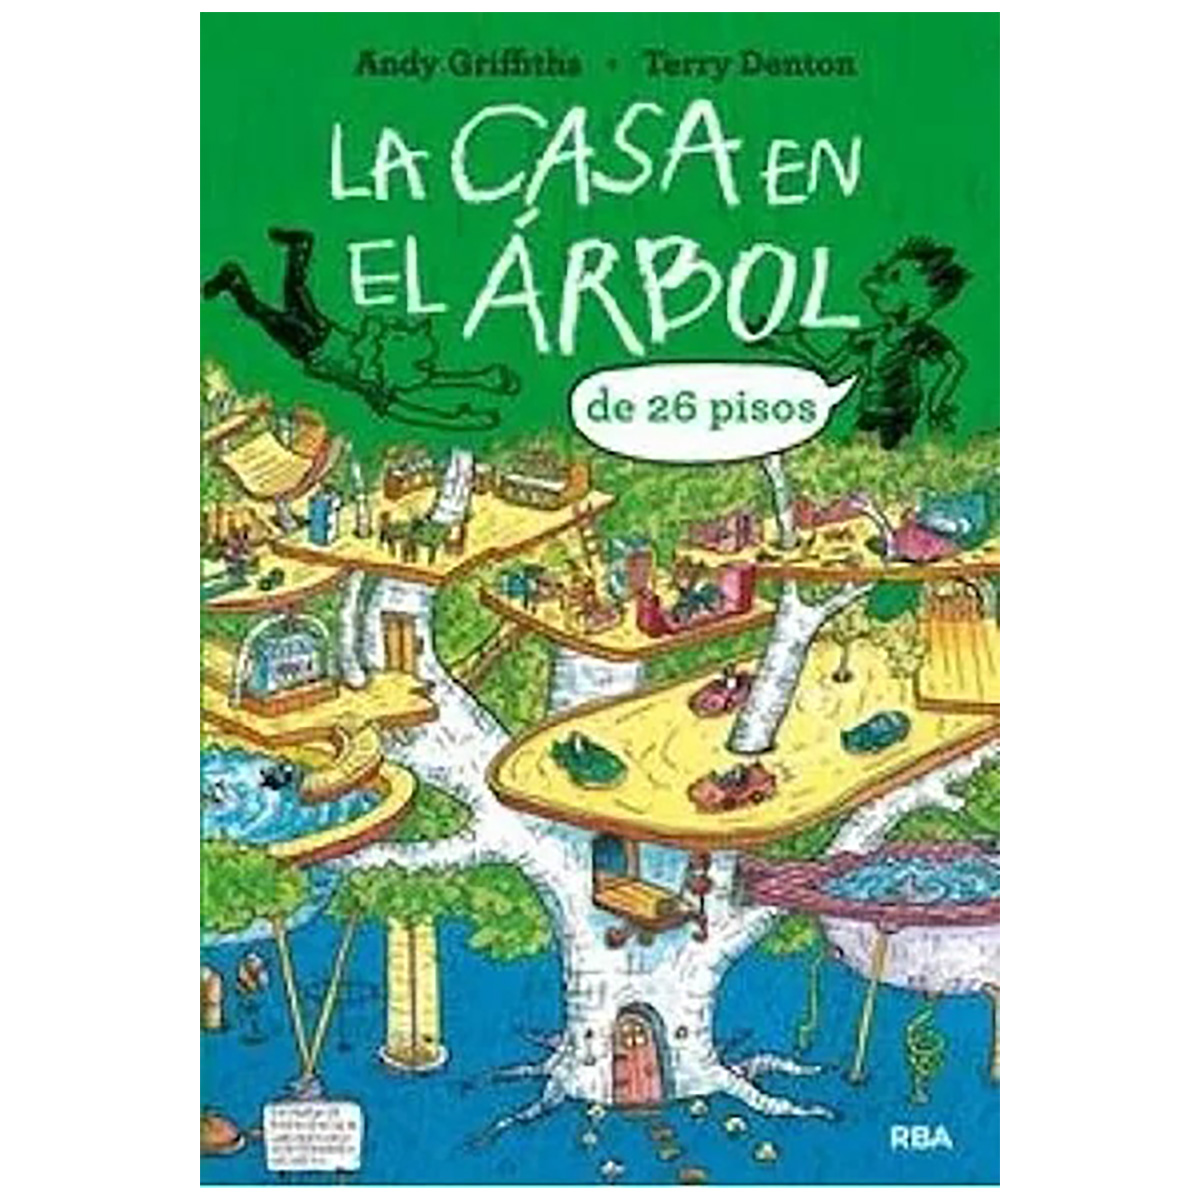 Andy Griffiths • Terry Denton
LA CASA EN
EL ÁRBOL
de 26 pisos
RBA